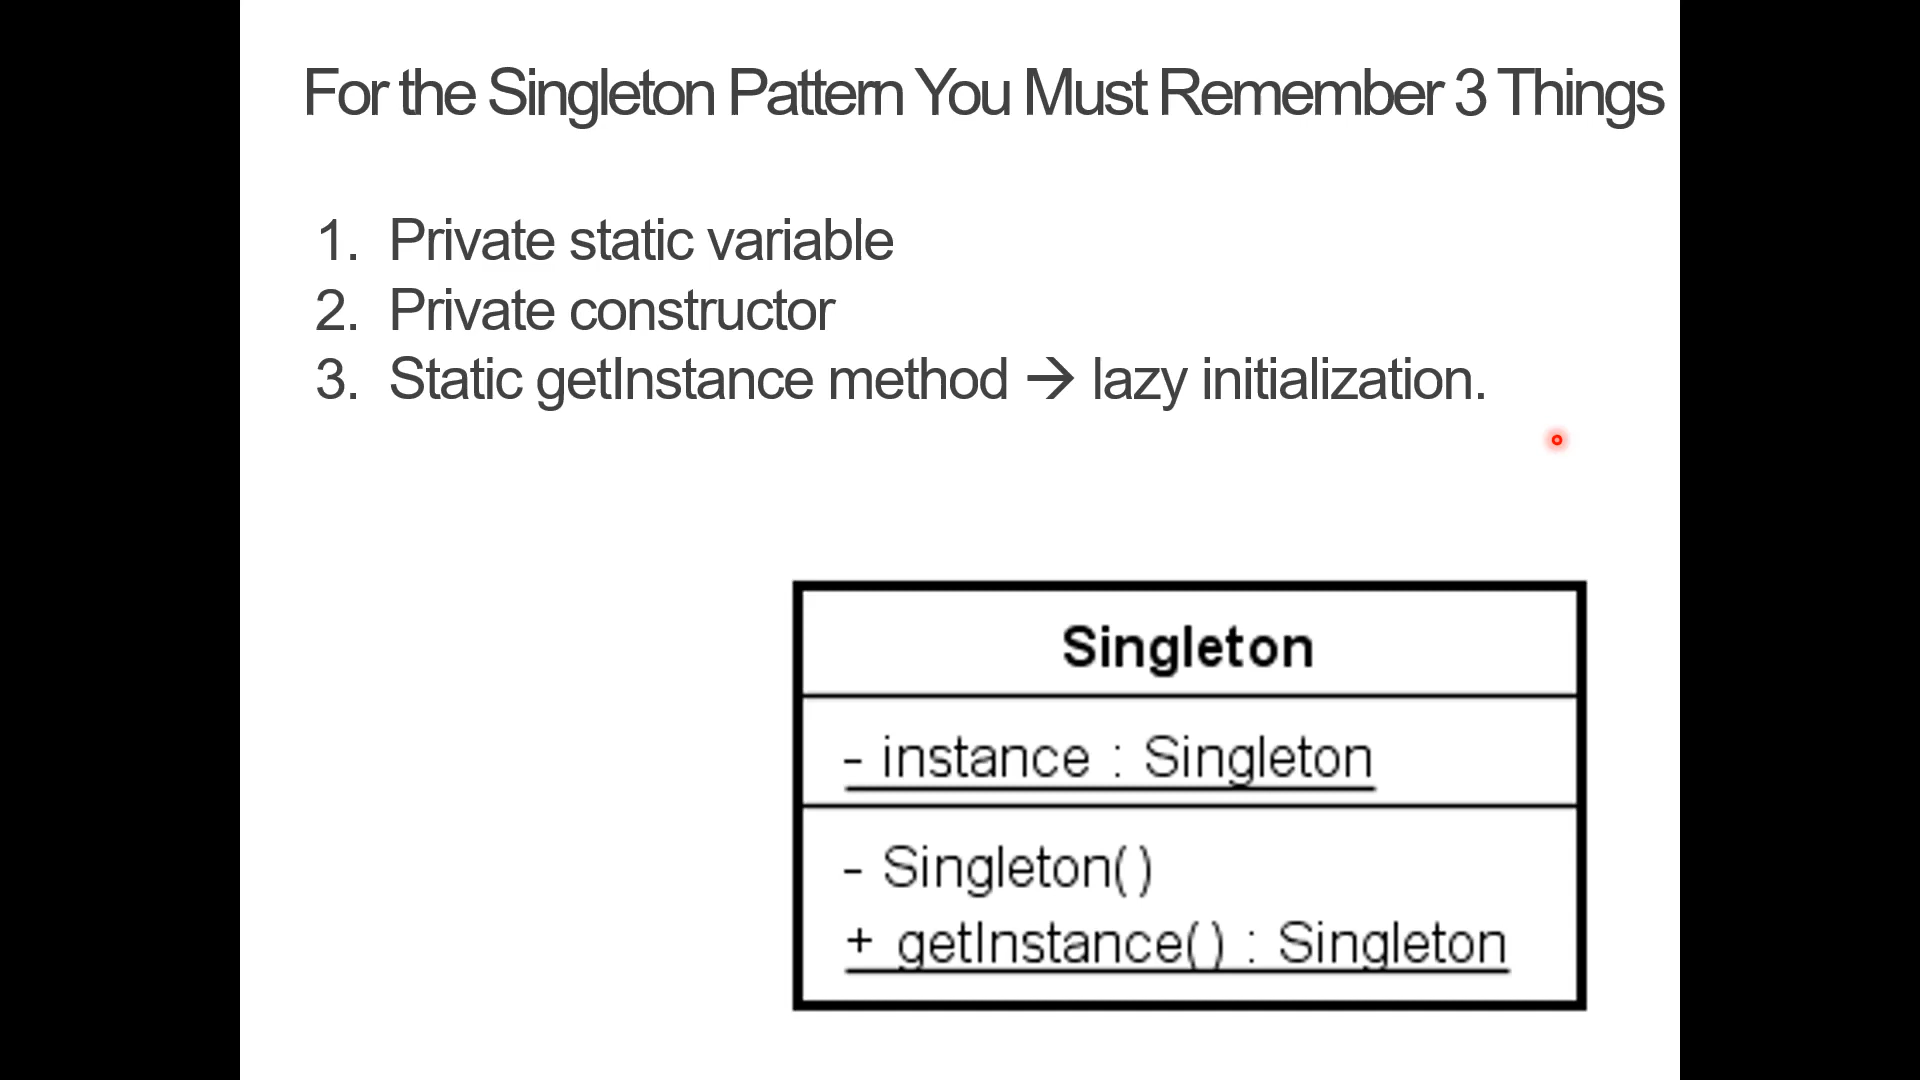 For the Singleton Pattern You Must Remember 3 Things
1. Private static variable
2. Private constructor
3. Static getInstance method → lazy initialization.
Singleton
- instance : Singleton
- Singleton()
+ getInstance() : Singleton